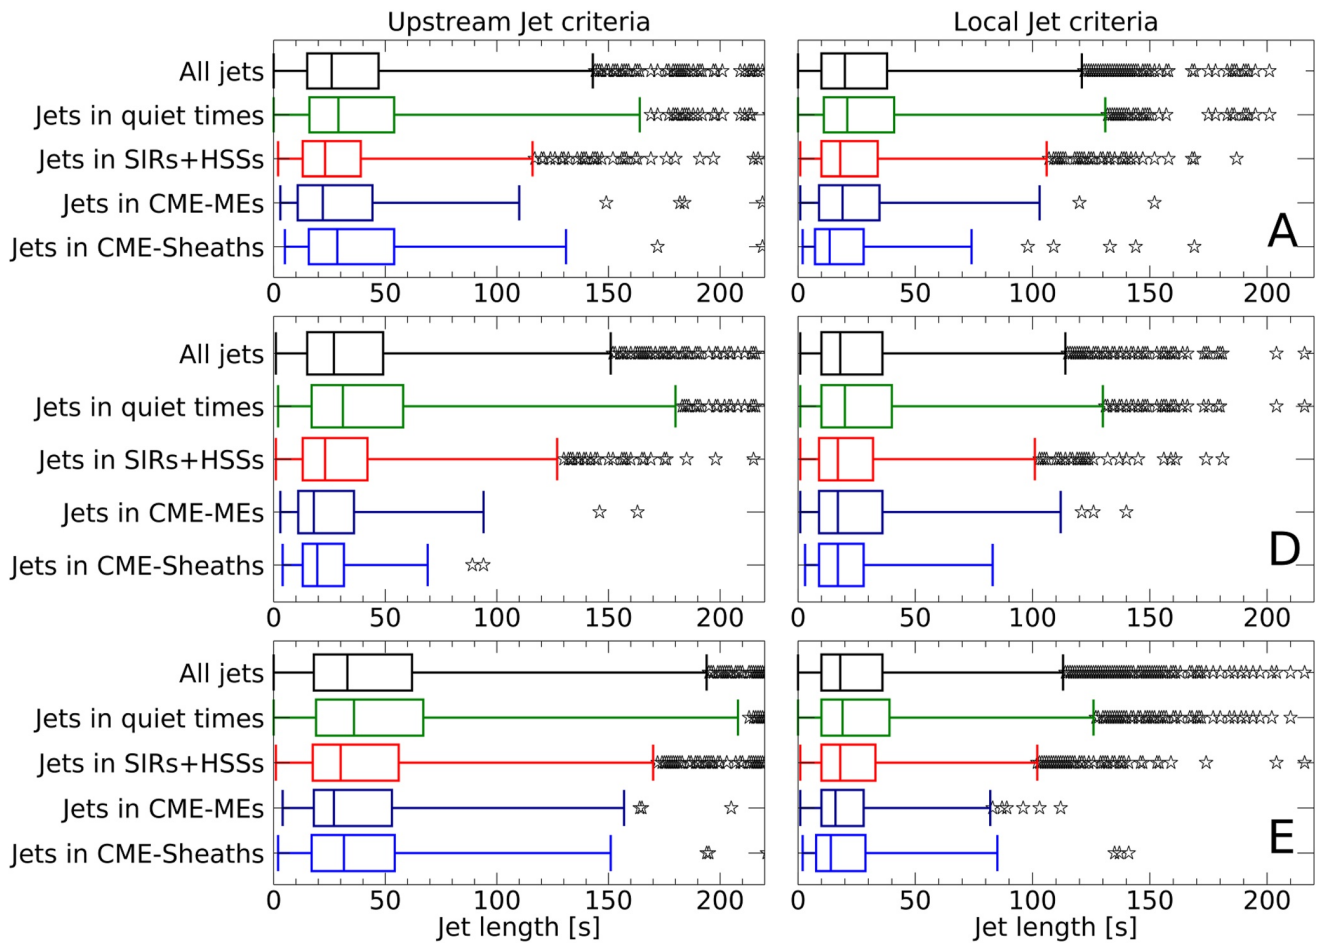 Upstream Jet criteria Local Jet criteria
All jets
Jets in quiet times
Jets in SIRs+HSSs
Jets in CME-MEs
Jets in CME-Sheaths
A
0 50 100 150 200 0 50 100 150 200
All jets
Jets in quiet times
Jets in SIRs+HSSs
Jets in CME-MEs
Jets in CME-Sheaths
D
0 50 100 150 200 0 50 100 150 200
All jets
Jets in quiet times
Jets in SIRs+HSSs
Jets in CME-MEs
Jets in CME-Sheaths
E
0 50 100 150 200 0 50 100 150 200
Jet length [s] Jet length [s]